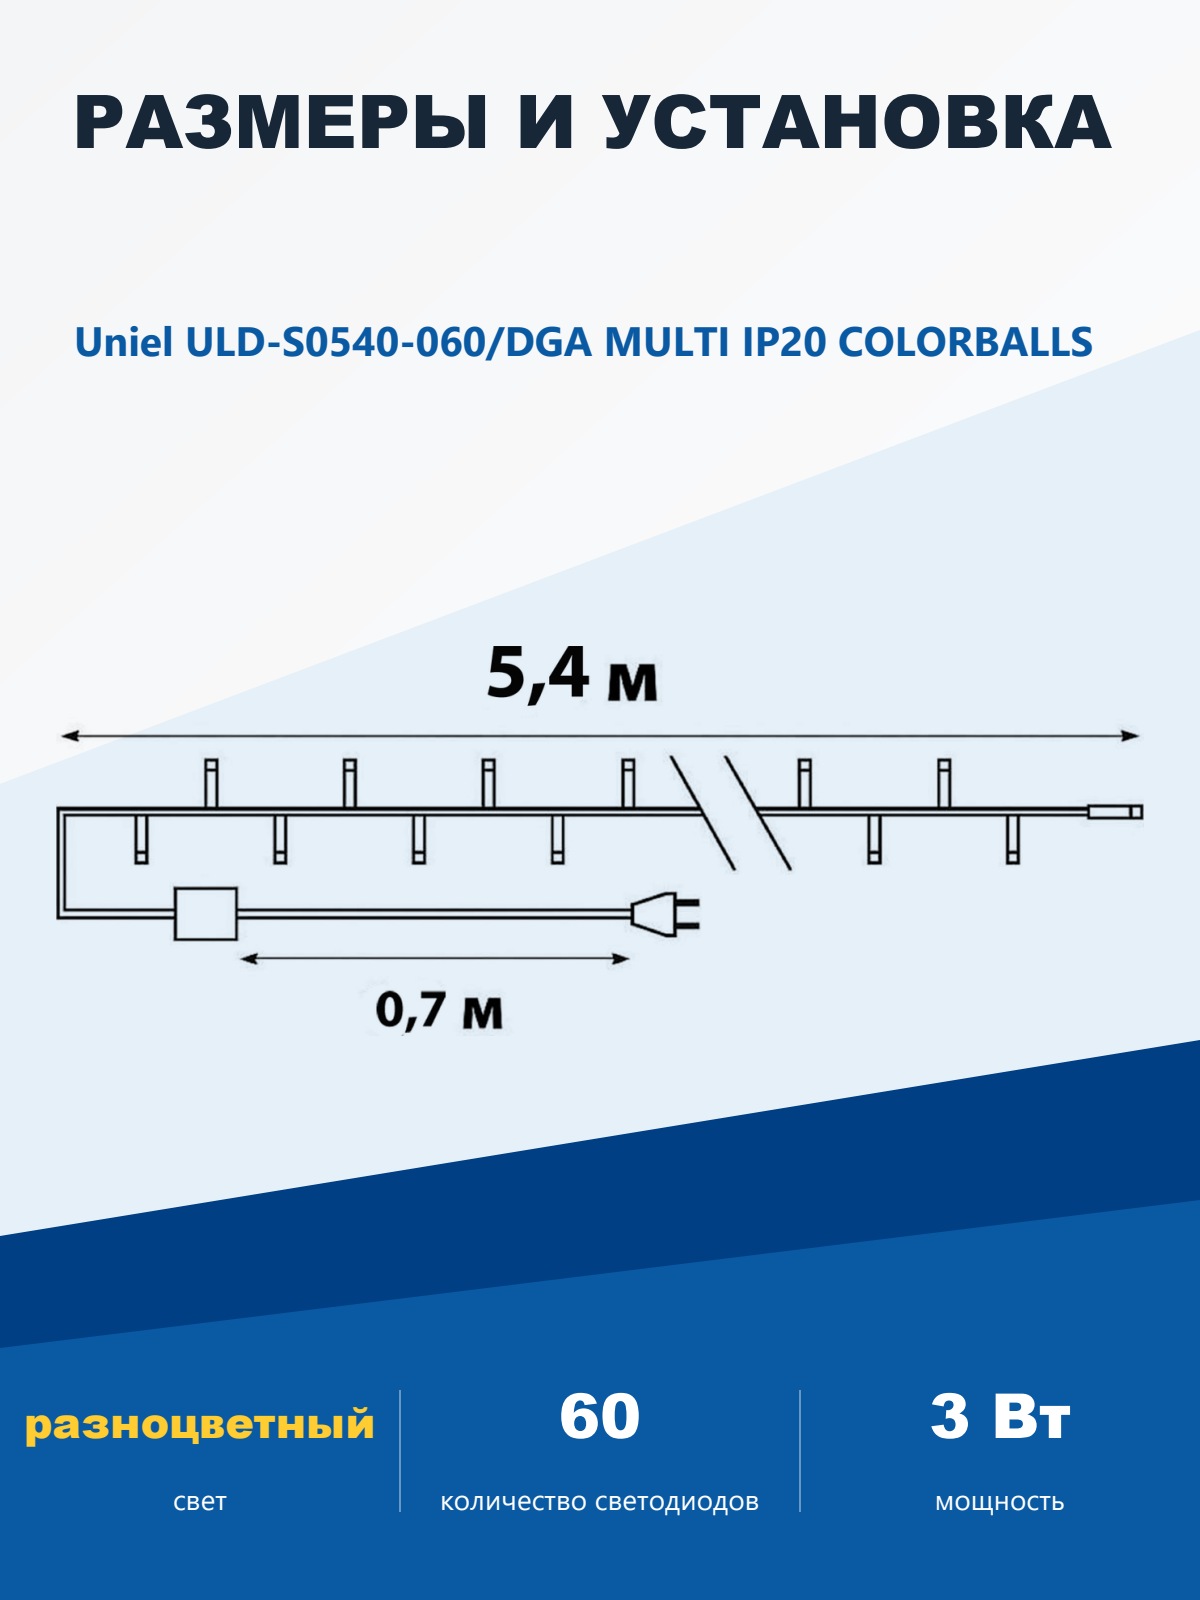 РАЗМЕРЫ И УСТАНОВКА
Uniel ULD-S0540-060/DGA MULTI IP20 COLORBALLS
5,4 м
0,7 м
разноцветный
свет
60
количество светодиодов
3 Вт
мощность